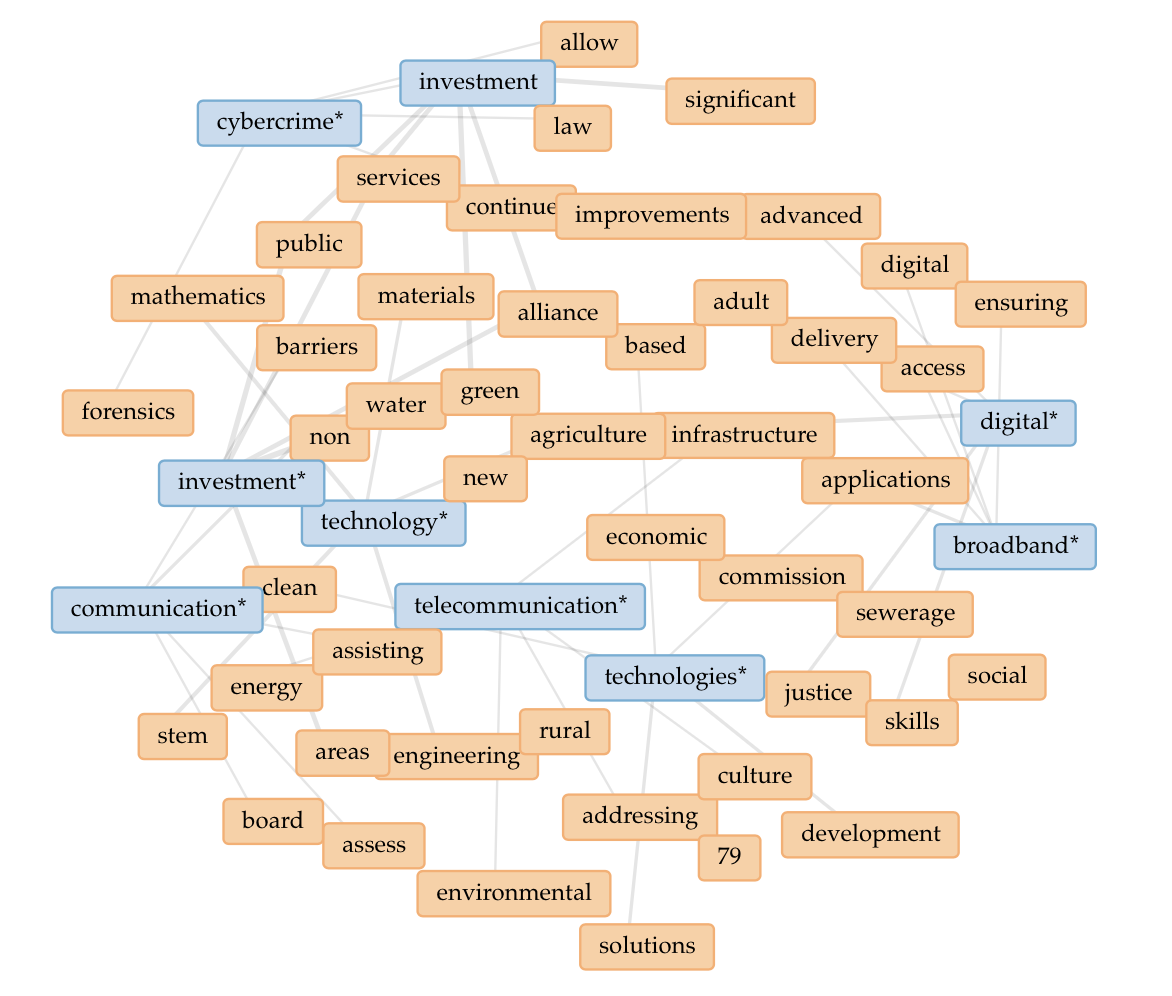 allow
investment
significant
cybercrime*
law
services
continue
improvements
advanced
public
digital
mathematics
materials
alliance
adult
ensuring
barriers
based
delivery
access
forensics
water
green
non
agriculture
infrastructure
digital*
investment*
new
applications
technology*
economic
broadband*
clean
commission
communication*
telecommunication*
sewerage
assisting
energy
technologies*
justice
social
stem
areas
engineering
rural
skills
culture
board
assess
addressing
79
development
environmental
solutions